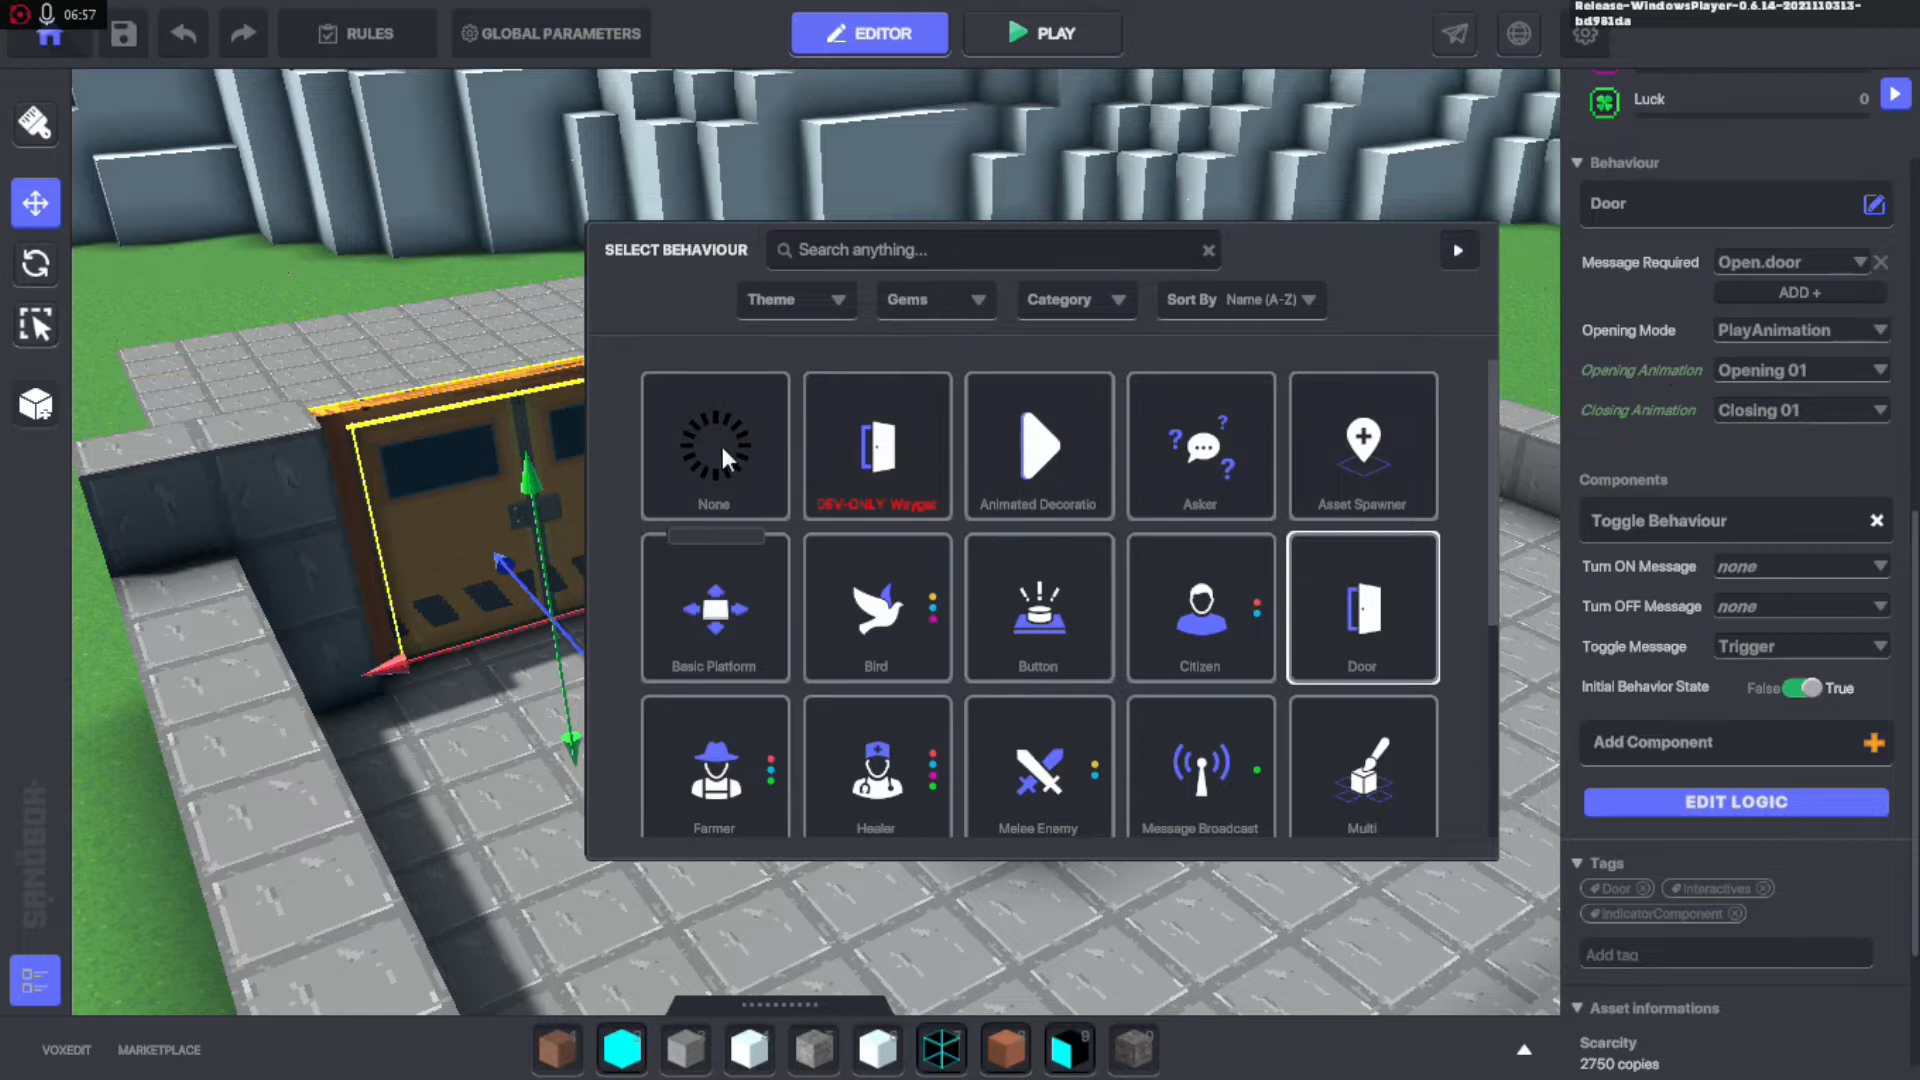 06:57
RULES
GLOBAL PARAMETERS
EDITOR
PLAY
Release-WindowsPlayer-0.6.14-2021110313-
bd981da
Luck 0
Behaviour
Door
Message Required Open.door
ADD +
Opening Mode PlayAnimation
Opening Animation Opening 01
Closing Animation Closing 01
Components
Toggle Behaviour
Turn ON Message none
Turn OFF Message none
Toggle Message Trigger
Initial Behavior State False True
Add Component
EDIT LOGIC
Tags
Door Interactives
IndicatorComponent
Add tag
Asset informations
Scarcity
2750 copies
SELECT BEHAVIOUR Search anything...
Theme Gems Category Sort By Name (A-Z)
None DEV-ONLY Animated Decoratio Asker Asset Spawner
Basic Platform Bird Button Citizen Door
Farmer Healer Melee Enemy Message Broadcast Multi
SANDBOX
VOXEDIT MARKETPLACE